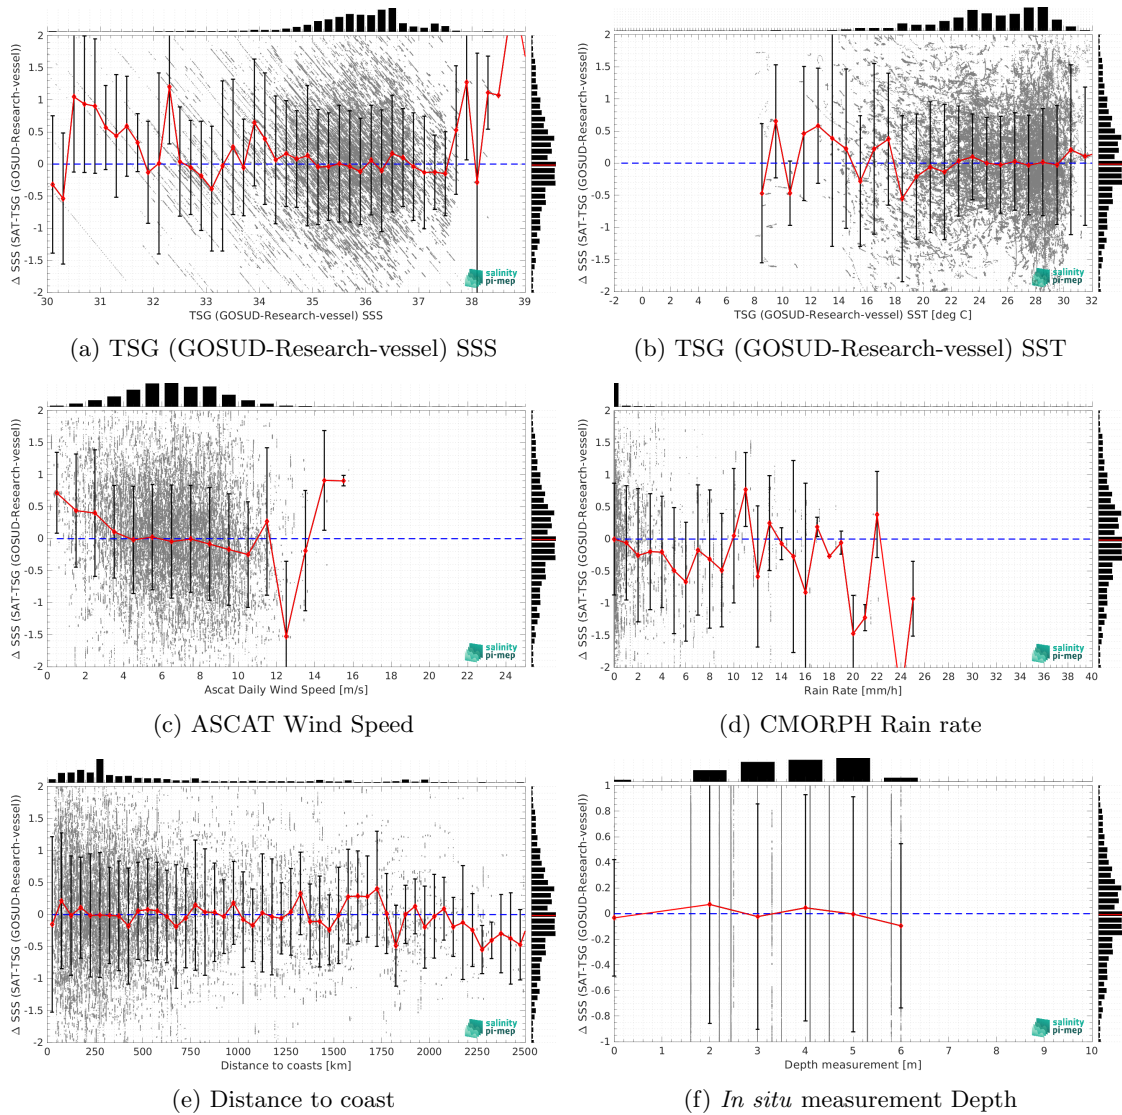 2
1.5
1
0.5
0
-0.5
-1
-1.5
-2
Δ SSS (SAT-TSG (GOSUD-Research-vessel))
30 31 32 33 34 35 36 37 38 39
TSG (GOSUD-Research-vessel) SSS
salinity
pi-mep
(a) TSG (GOSUD-Research-vessel) SSS
2
1.5
1
0.5
0
-0.5
-1
-1.5
-2
Δ SSS (SAT-TSG (GOSUD-Research-vessel))
-2 0 2 4 6 8 10 12 14 16 18 20 22 24 26 28 30 32
TSG (GOSUD-Research-vessel) SST [deg C]
salinity
pi-mep
(b) TSG (GOSUD-Research-vessel) SST
2
1.5
1
0.5
0
-0.5
-1
-1.5
-2
Δ SSS (SAT-TSG (GOSUD-Research-vessel))
0 2 4 6 8 10 12 14 16 18 20 22 24
Ascat Daily Wind Speed [m/s]
salinity
pi-mep
(c) ASCAT Wind Speed
2
1.5
1
0.5
0
-0.5
-1
-1.5
-2
Δ SSS (SAT-TSG (GOSUD-Research-vessel))
0 2 4 6 8 10 12 14 16 18 20 22 24 26 28 30 32 34 36 38 40
Rain Rate [mm/h]
salinity
pi-mep
(d) CMORPH Rain rate
2
1.5
1
0.5
0
-0.5
-1
-1.5
-2
Δ SSS (SAT-TSG (GOSUD-Research-vessel))
0 250 500 750 1000 1250 1500 1750 2000 2250 2500
Distance to coasts [km]
salinity
pi-mep
(e) Distance to coast
1
0.8
0.6
0.4
0.2
0
-0.2
-0.4
-0.6
-0.8
-1
Δ SSS (SAT-TSG (GOSUD-Research-vessel))
0 1 2 3 4 5 6 7 8 9 10
Depth measurement [m]
salinity
pi-mep
(f) In situ measurement Depth